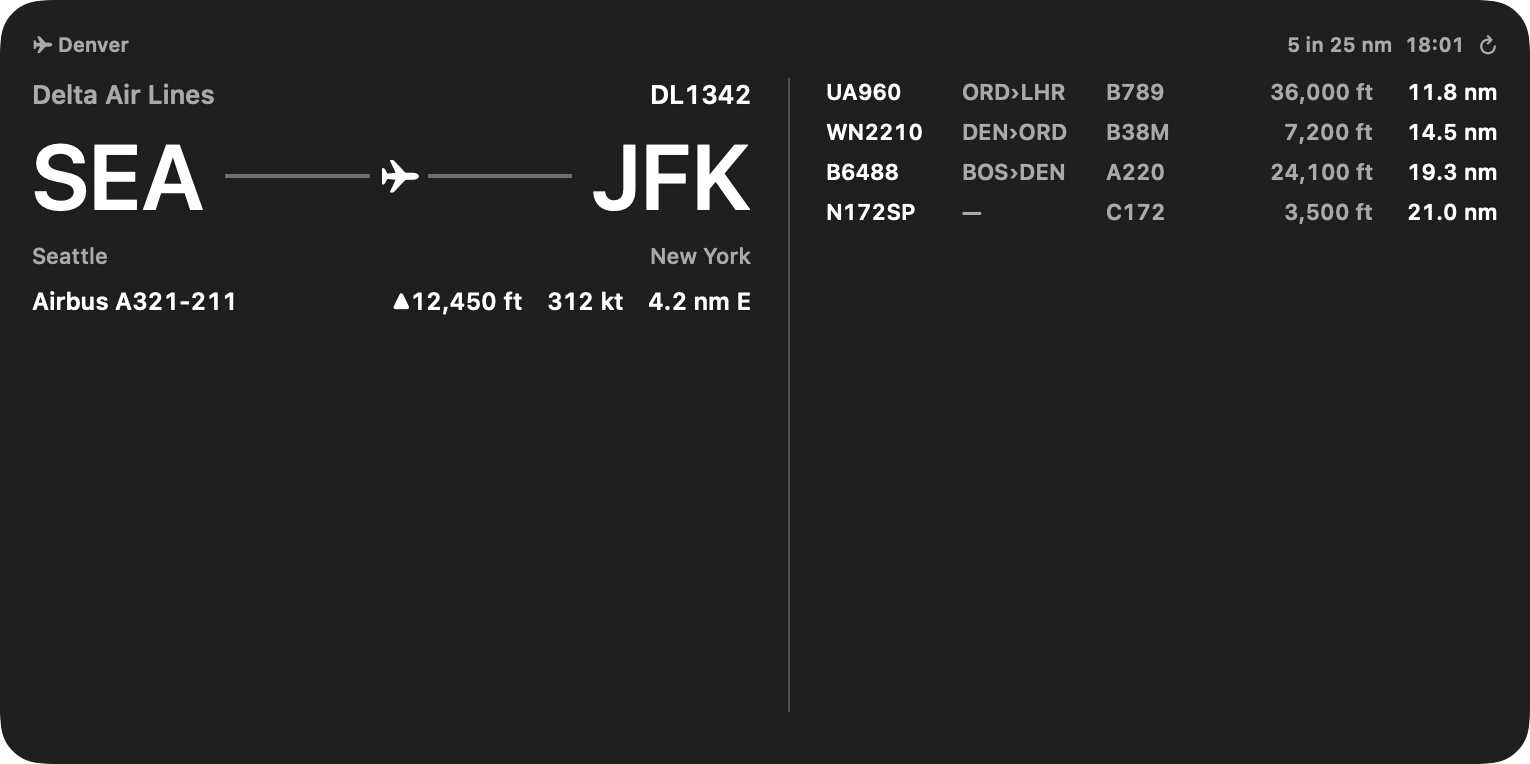 Denver
5 in 25 nm 18:01
Delta Air Lines DL1342
SEA JFK
Seattle New York
Airbus A321-211 ▲12,450 ft 312 kt 4.2 nm E
UA960 ORD›LHR B789 36,000 ft 11.8 nm
WN2210 DEN›ORD B38M 7,200 ft 14.5 nm
B6488 BOS›DEN A220 24,100 ft 19.3 nm
N172SP — C172 3,500 ft 21.0 nm